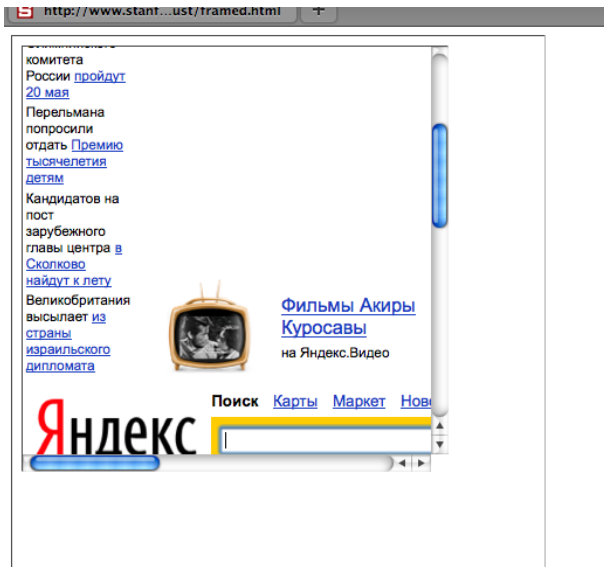 http://www.stanf...ust/framed.html
комитета
России пройдут
20 мая
Перельмана
попросили
отдать Премию
тысячелетия
детям
Кандидатов на
пост
зарубежного
главы центра в
Сколково
найдут к лету
Великобритания
высылает из
страны
израильского
дипломата
Фильмы Акиры
Куросавы
на Яндекс.Видео
Поиск Карты Маркет Ново
Яндекс